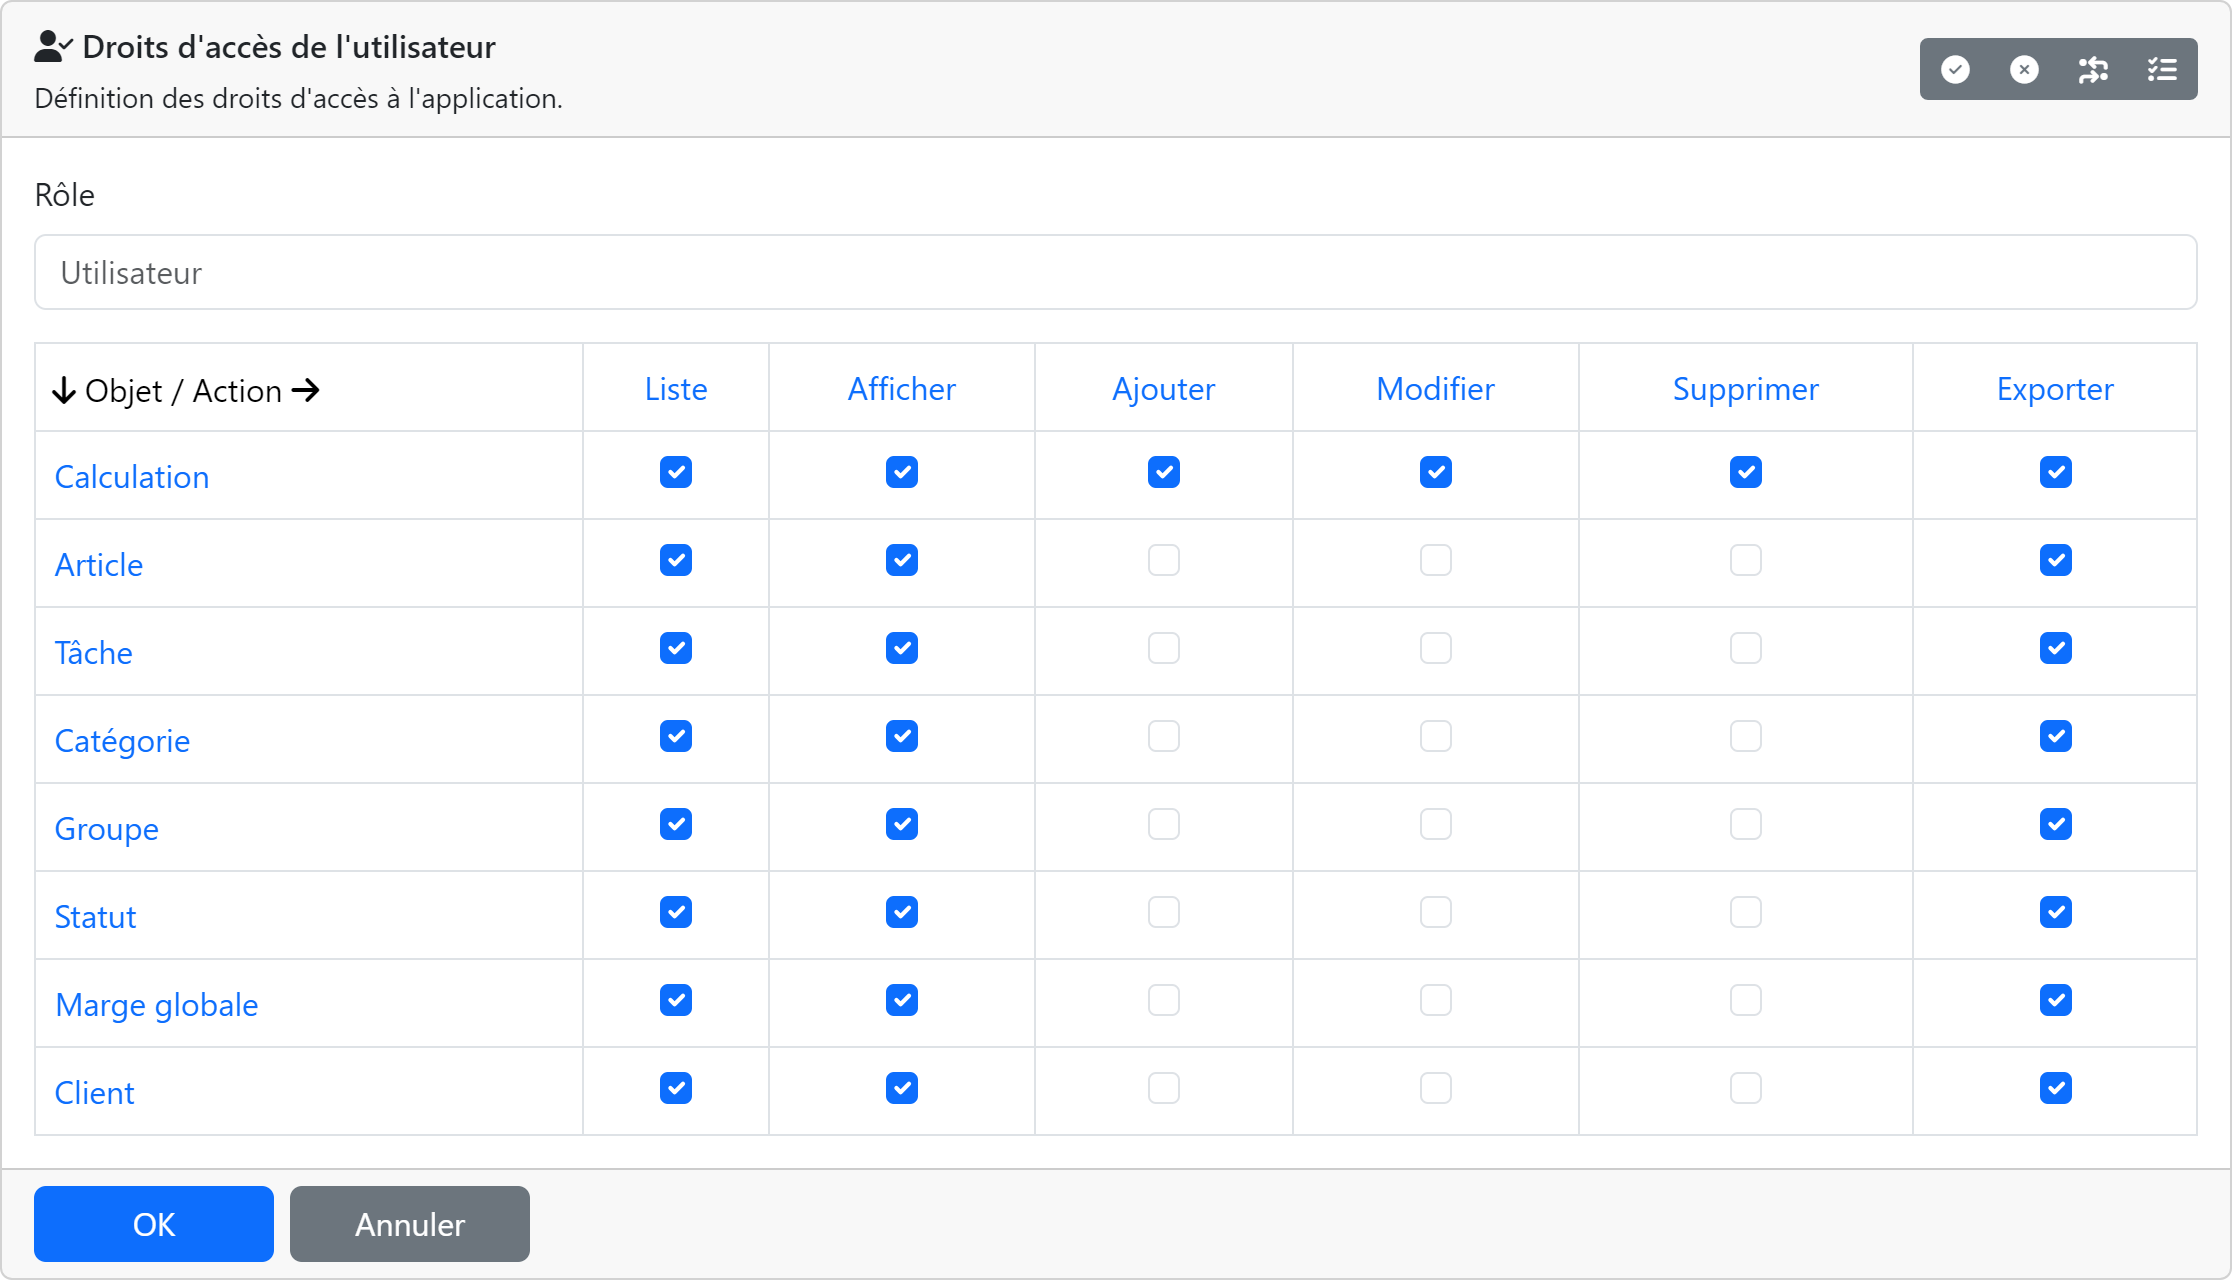 Droits d'accès de l'utilisateur
Définition des droits d'accès à l'application.
Rôle
Utilisateur
Objet / Action Liste Afficher Ajouter Modifier Supprimer Exporter
Calculation
Article
Tâche
Catégorie
Groupe
Statut
Marge globale
Client
OK Annuler